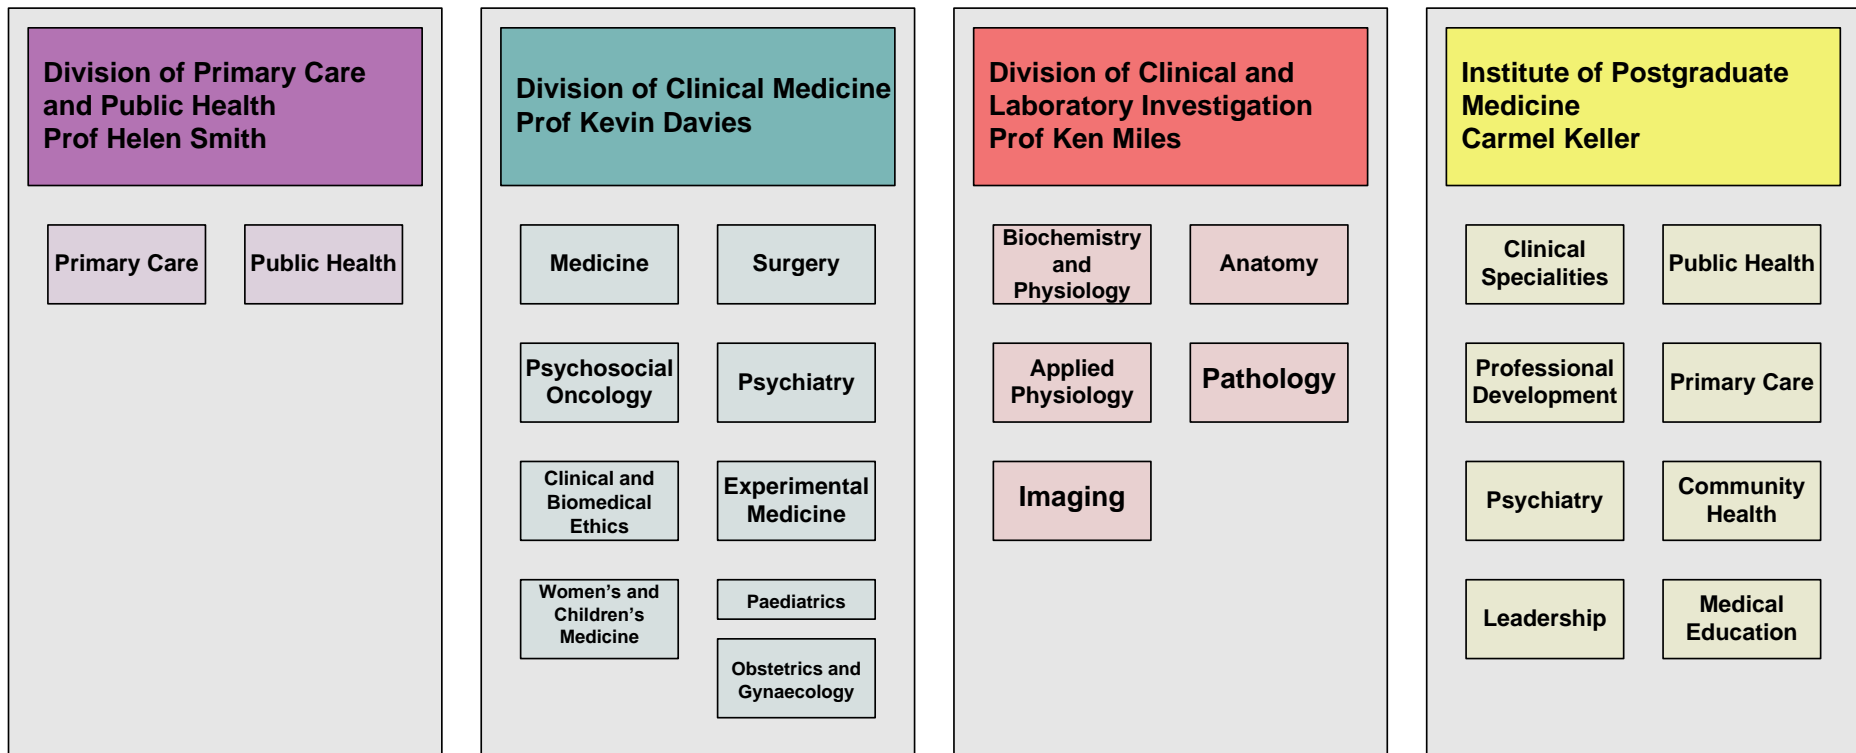 Division of Primary Care
and Public Health
Prof Helen Smith
Primary Care
Public Health
Division of Clinical Medicine
Prof Kevin Davies
Medicine
Surgery
Psychosocial
Oncology
Psychiatry
Clinical and
Biomedical
Ethics
Experimental
Medicine
Women's and
Children's
Medicine
Paediatrics
Obstetrics and
Gynaecology
Division of Clinical and
Laboratory Investigation
Prof Ken Miles
Biochemistry
and
Physiology
Anatomy
Applied
Physiology
Pathology
Imaging
Institute of Postgraduate
Medicine
Carmel Keller
Clinical
Specialities
Public Health
Professional
Development
Primary Care
Psychiatry
Community
Health
Leadership
Medical
Education